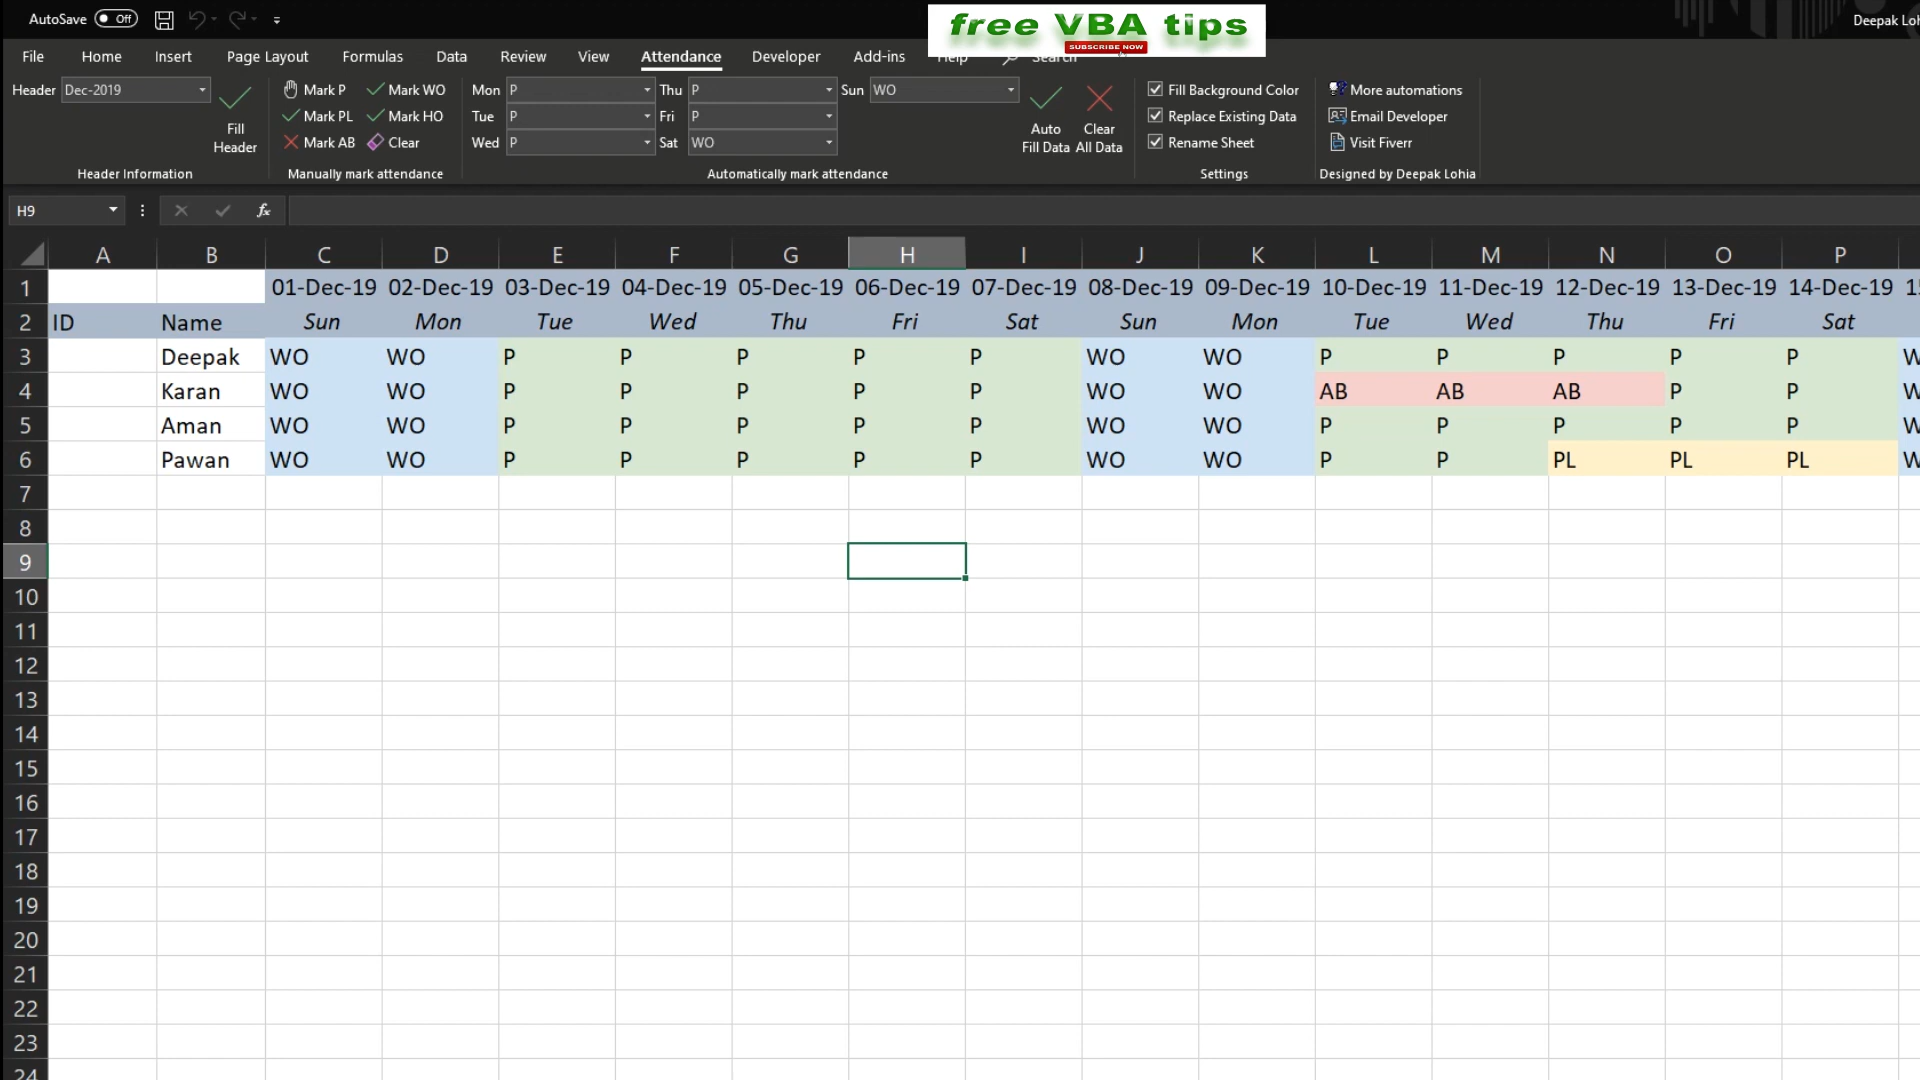 AutoSave Off
Deepak Loh
free VBA tips
SUBSCRIBE NOW
File Home Insert Page Layout Formulas Data Review View Attendance Developer Add-ins Help Search
Header Dec-2019
Fill Header
Header Information
Mark P Mark WO
Mark PL Mark HO
Mark AB Clear
Manually mark attendance
Mon P Thu P Sun WO
Tue P Fri P
Wed P Sat WO
Auto Fill Data
Clear All Data
Automatically mark attendance
Fill Background Color
Replace Existing Data
Rename Sheet
Settings
More automations
Email Developer
Visit Fiverr
Designed by Deepak Lohia
H9 fx
A B C D E F G H I J K L M N O P
1 01-Dec-19 02-Dec-19 03-Dec-19 04-Dec-19 05-Dec-19 06-Dec-19 07-Dec-19 08-Dec-19 09-Dec-19 10-Dec-19 11-Dec-19 12-Dec-19 13-Dec-19 14-Dec-19 15
2 ID Name Sun Mon Tue Wed Thu Fri Sat Sun Mon Tue Wed Thu Fri Sat
3 Deepak WO WO P P P P P WO WO P P P P P W
4 Karan WO WO P P P P P WO WO AB AB AB P P W
5 Aman WO WO P P P P P WO WO P P P P P W
6 Pawan WO WO P P P P P WO WO P P PL PL PL W
7
8
9
10
11
12
13
14
15
16
17
18
19
20
21
22
23
24